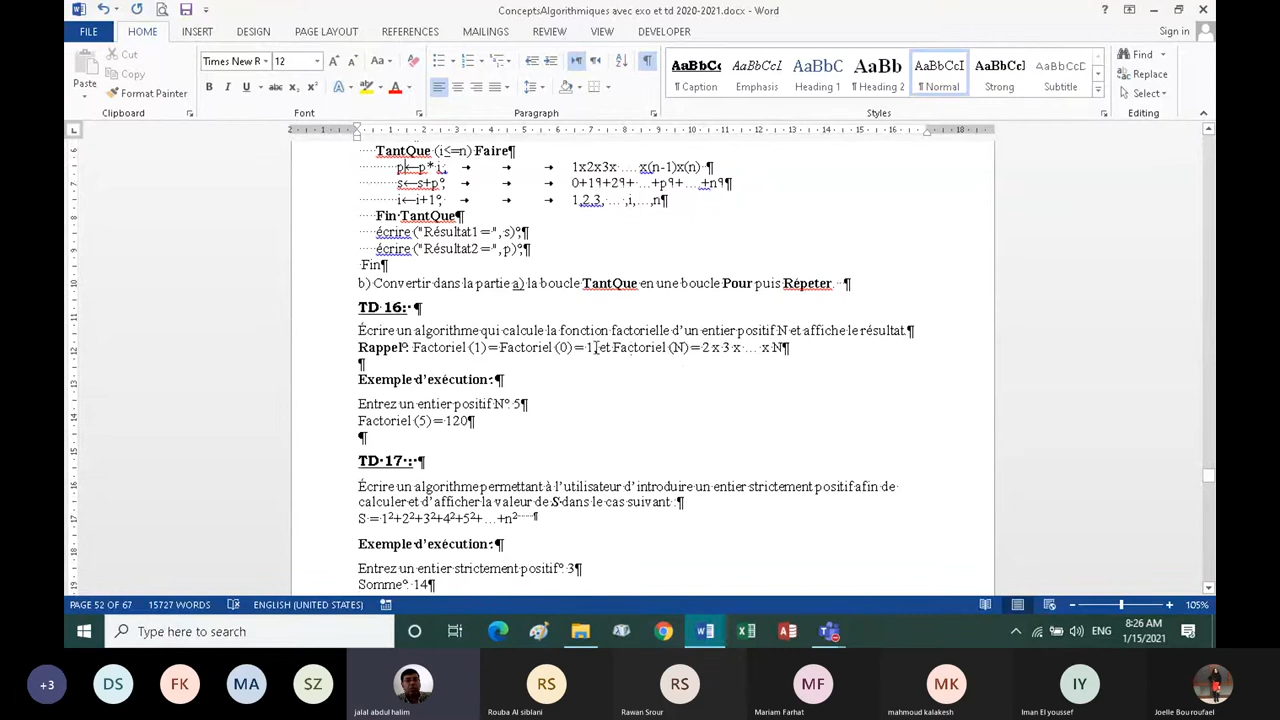 ConceptsAlgorithmiques avec exo et td 2020-2021.docx - Word
FILE HOME INSERT DESIGN PAGE LAYOUT REFERENCES MAILINGS REVIEW VIEW DEVELOPER Sign in
Paste Cut Copy Format Painter
Times New R 12
AaBbCc AaBbCcL AaBbC AaBb AaBbCcI AaBbCcI AaBbCcI
Caption Emphasis Heading 1 Heading 2 Normal Strong Subtitle
Find Replace Select
Clipboard Font Paragraph Styles Editing
TantQue (i<=n) Faire¶
p←p*i ; → → → 1x2x3x ….x(n-1)x(n) ¶
s←s+p°; → → → 0+1ᵖ+2ᵖ+ …+pᵖ+ …+nᵖ¶
i←i+1°; → → → 1,2,3, … ,i,…,n¶
Fin TantQue¶
écrire ("Résultat1 =", s)°;¶
écrire ("Résultat2 =", p)°;¶
Fin¶
b) Convertir dans la partie a) la boucle TantQue en une boucle Pour puis Répeter. ¶
TD 16: ¶
Écrire un algorithme qui calcule la fonction factorielle d’un entier positif N et affiche le résultat.¶
Rappel°: Factoriel (1) = Factoriel (0) = 1 et Factoriel (N) = 2 x 3 x … x N¶
¶
Exemple d’exécution : ¶
Entrez un entier positif N°: 5¶
Factoriel (5) = 120¶
¶
TD 17 : ¶
Écrire un algorithme permettant à l’utilisateur d’introduire un entier strictement positif afin de
calculer et d’afficher la valeur de S dans le cas suivant : ¶
S = 1²+2²+3²+4²+5²+…+n² ¶
Exemple d’exécution : ¶
Entrez un entier strictement positif°: 3¶
Somme°: 14¶
PAGE 52 OF 67 15727 WORDS ENGLISH (UNITED STATES) 105%
Type here to search
ENG
8:26 AM
1/15/2021
+3 DS FK MA SZ RS RS MF MK IY
jalal abdul halim Rouba Al siblani Rawan Srour Mariam Farhat mahmoud kalakesh Iman El youssef Joelle Bou roufael